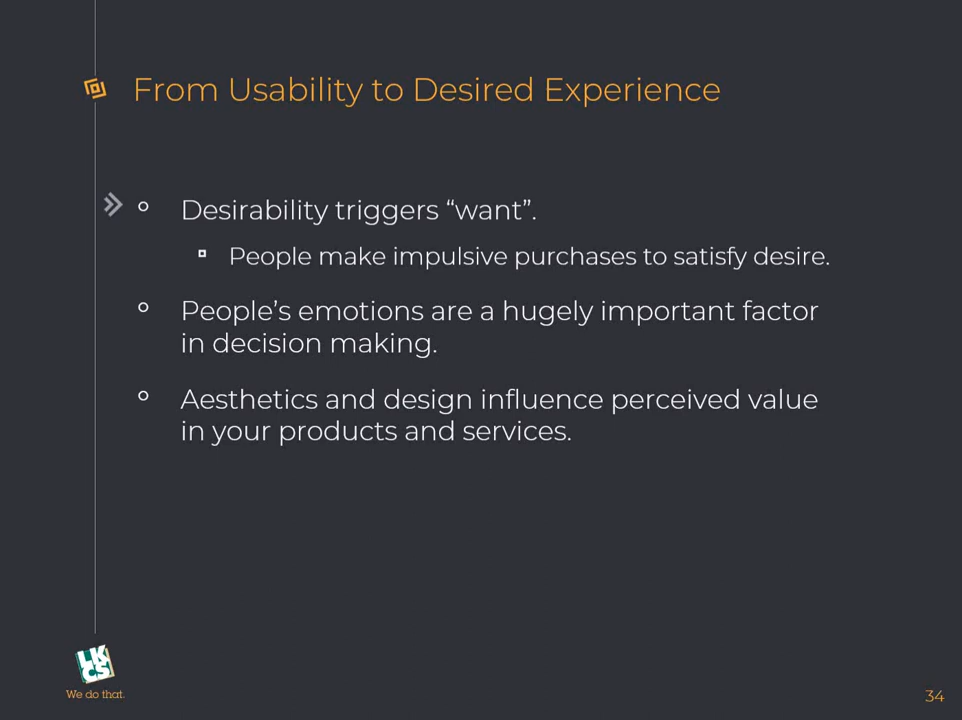 From Usability to Desired Experience
Desirability triggers “want”.
People make impulsive purchases to satisfy desire.
People’s emotions are a hugely important factor
in decision making.
Aesthetics and design influence perceived value
in your products and services.
LK
CS
We do that.
34